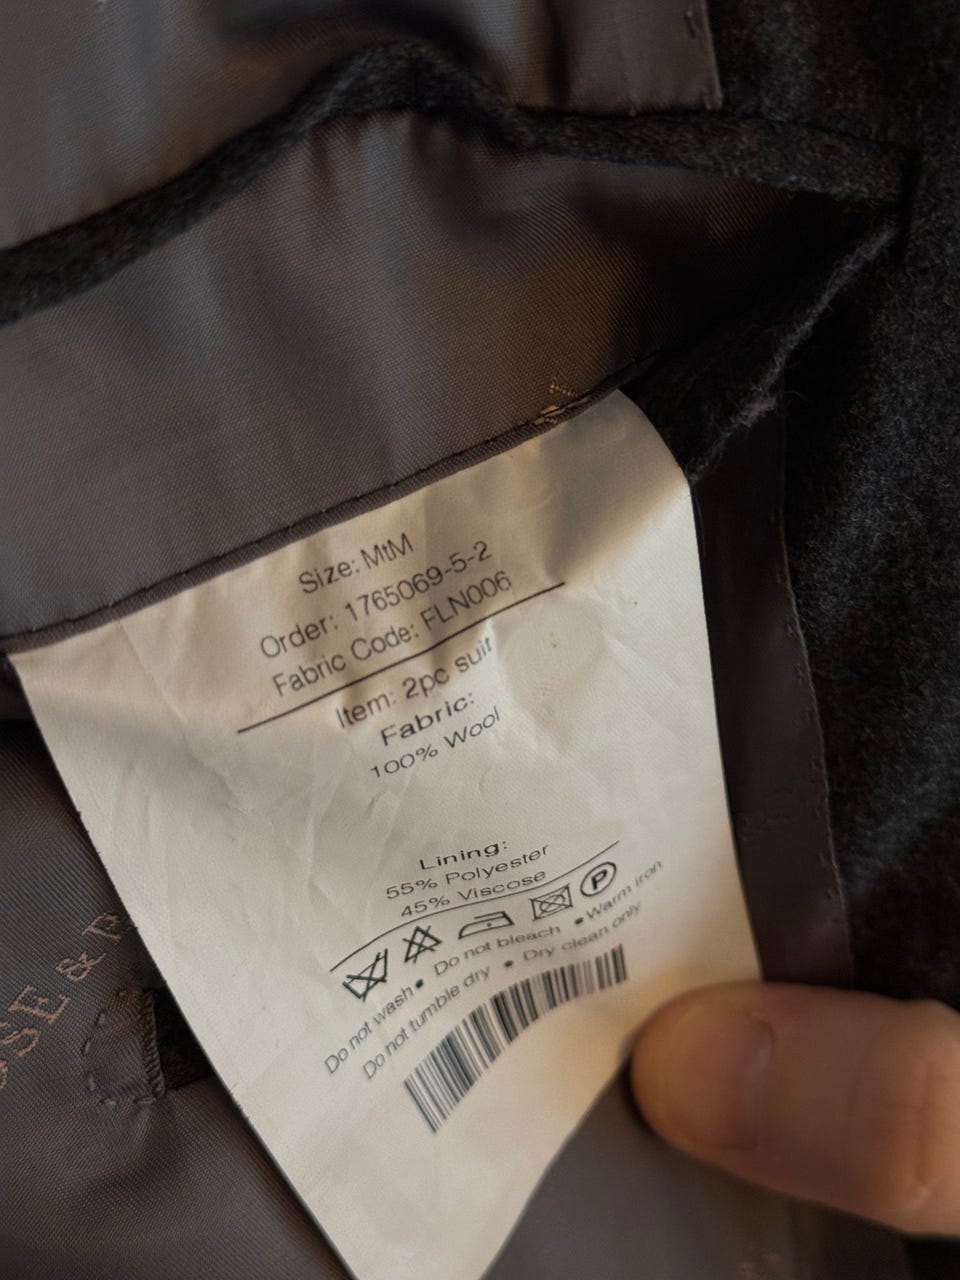 Size: MtM
Order: 1765069-5-2
Fabric Code: FLN006
Item: 2pc suit
Fabric:
100% Wool
Lining:
55% Polyester
45% Viscose
P
Do not wash • Do not bleach • Warm iron
Do not tumble dry • Dry clean only
SSE &